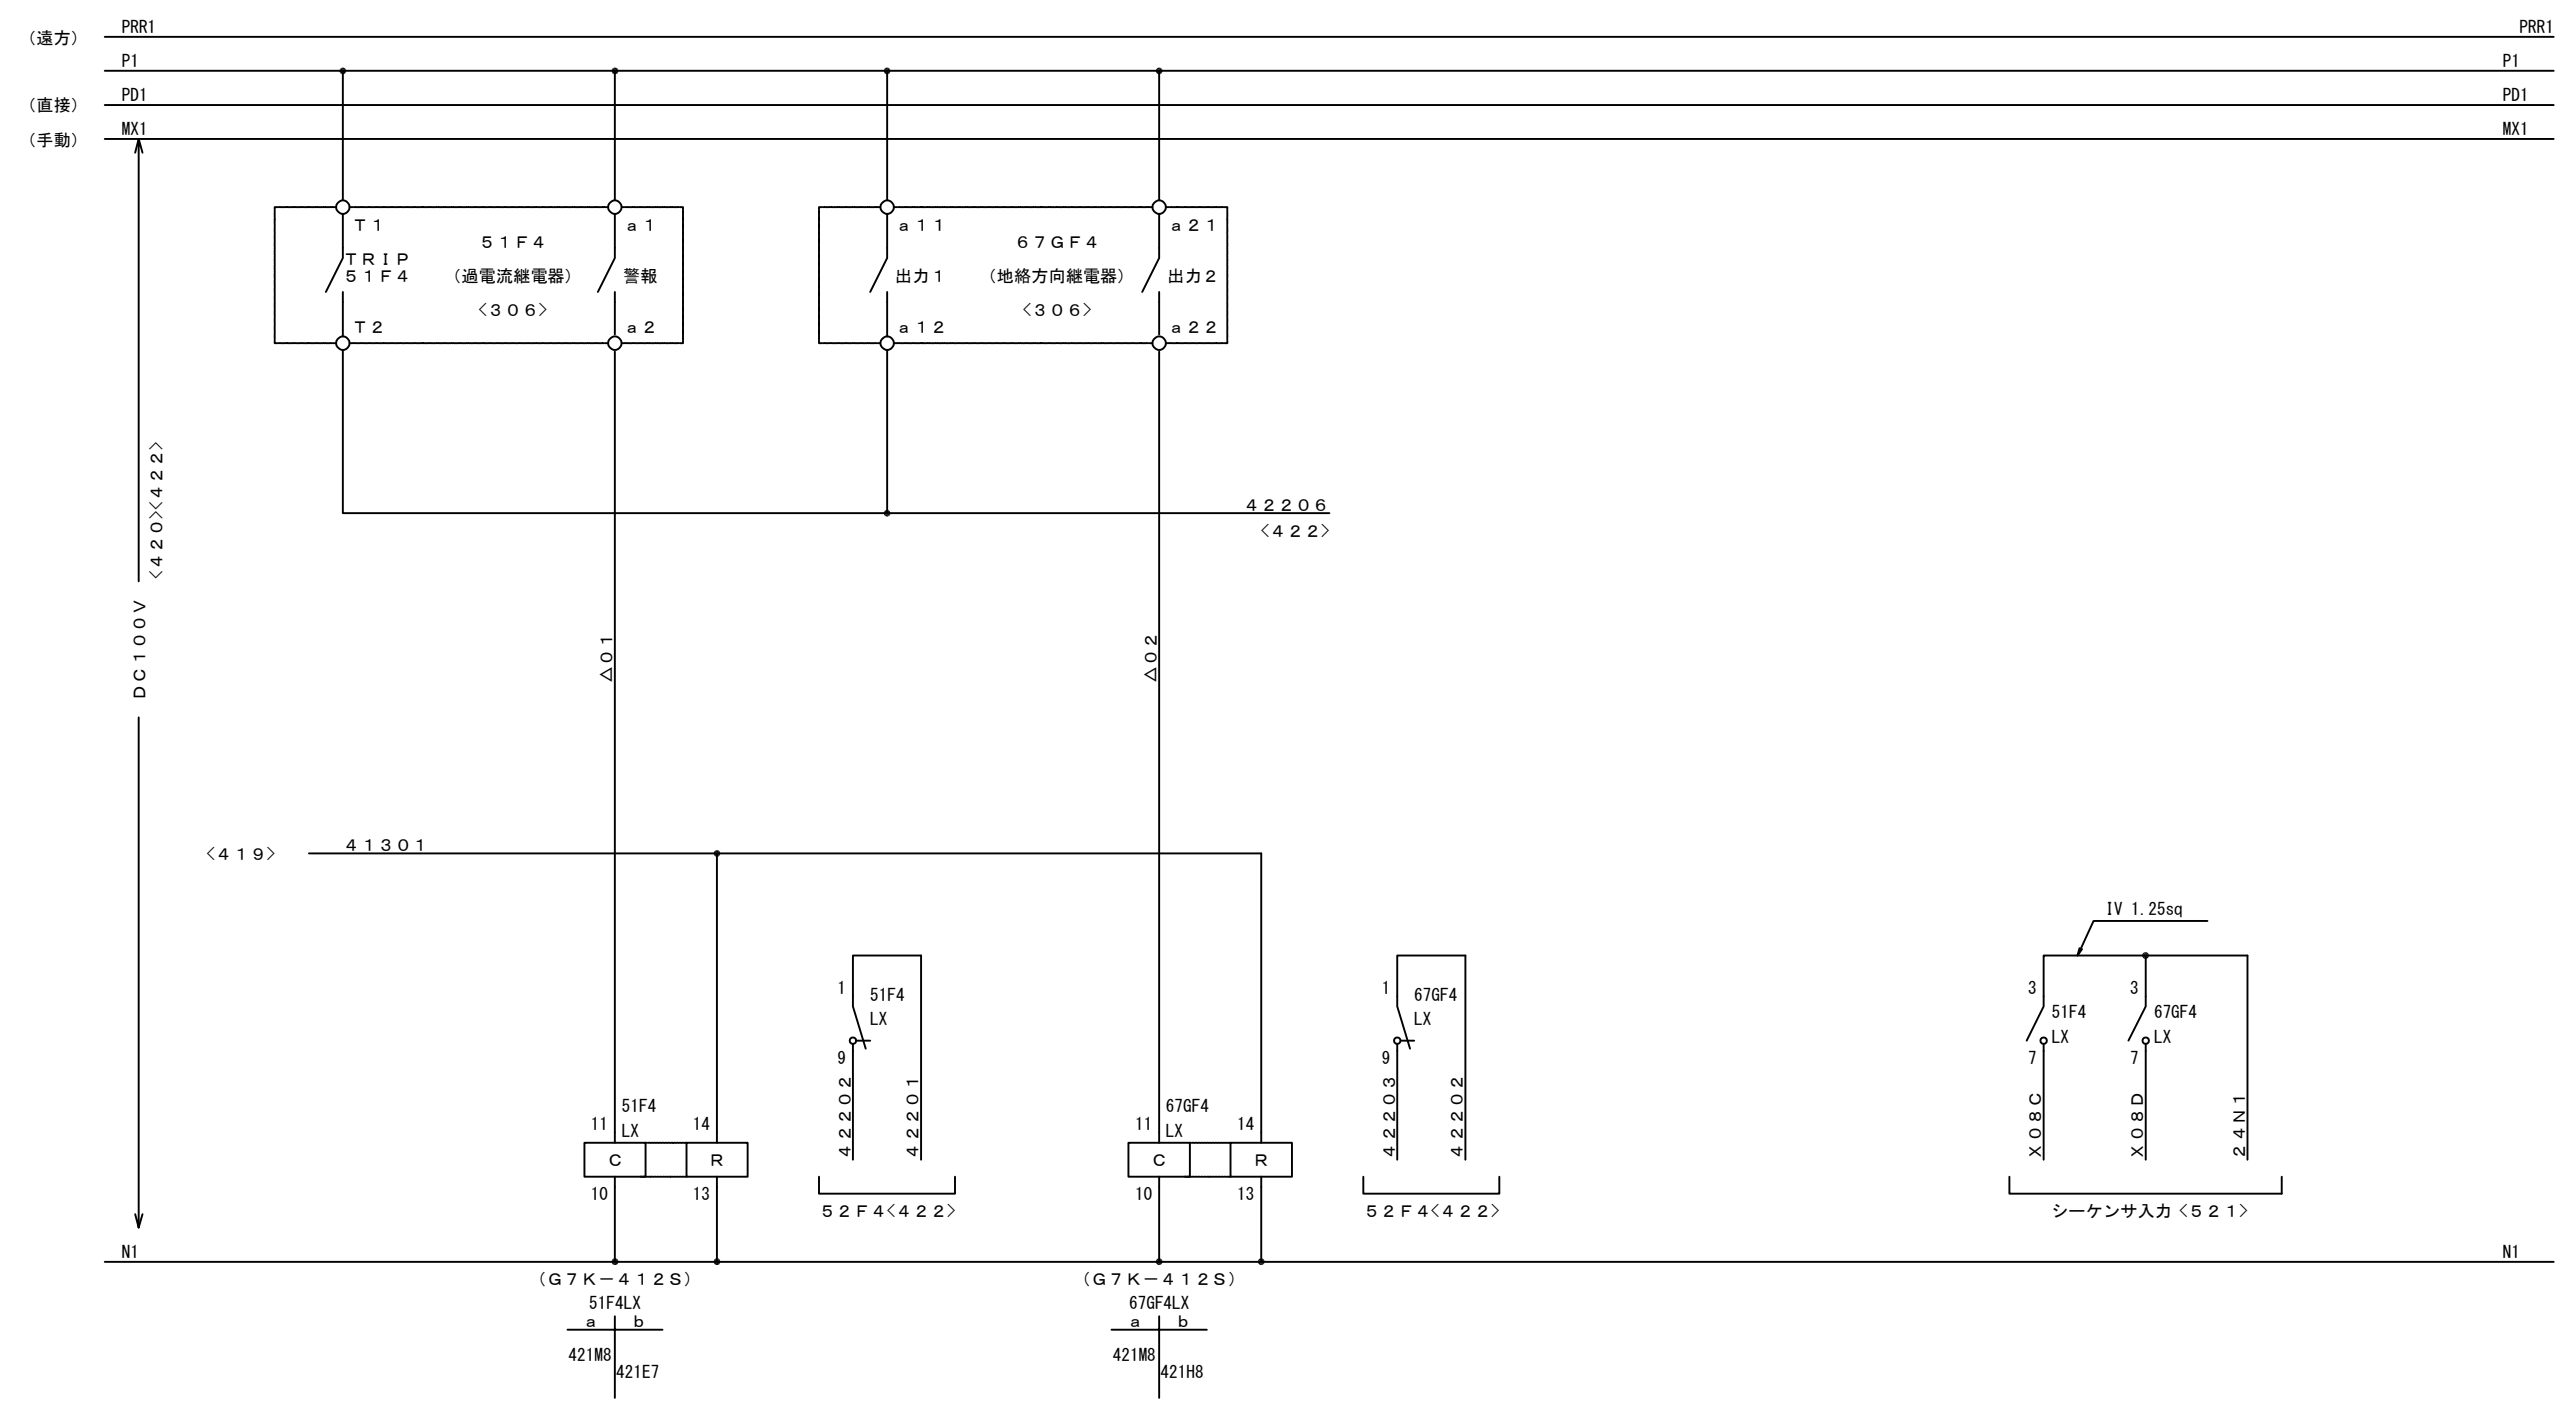 （遠方）
PRR1
PRR1
P1
P1
（直接）
PD1
PD1
（手動）
MX1
MX1
Ｔ１
ＴＲＩＰ
５１Ｆ４
Ｔ２
５１Ｆ４
（過電流継電器）
〈３０６〉
ａ１
警報
ａ２
ａ１１
出力１
ａ１２
６７ＧＦ４
（地絡方向継電器）
〈３０６〉
ａ２１
出力２
ａ２２
〈４２０〉〈４２２〉
ＤＣ１００Ｖ
４２２０６
〈４２２〉
△０１
△０２
〈４１９〉
４１３０１
51F4
LX
11
14
Ｃ
Ｒ
10
13
1
51F4
LX
9
４２２０２
４２２０１
５２Ｆ４〈４２２〉
67GF4
LX
11
14
Ｃ
Ｒ
10
13
1
67GF4
LX
9
４２２０３
４２２０２
５２Ｆ４〈４２２〉
IV 1.25sq
3
51F4
LX
7
3
67GF4
LX
7
Ｘ０８Ｃ
Ｘ０８Ｄ
２４Ｎ１
シーケンサ入力〈５２１〉
N1
N1
（Ｇ７Ｋ－４１２Ｓ）
51F4LX
ａ ｂ
421M8
421E7
（Ｇ７Ｋ－４１２Ｓ）
67GF4LX
ａ ｂ
421M8
421H8